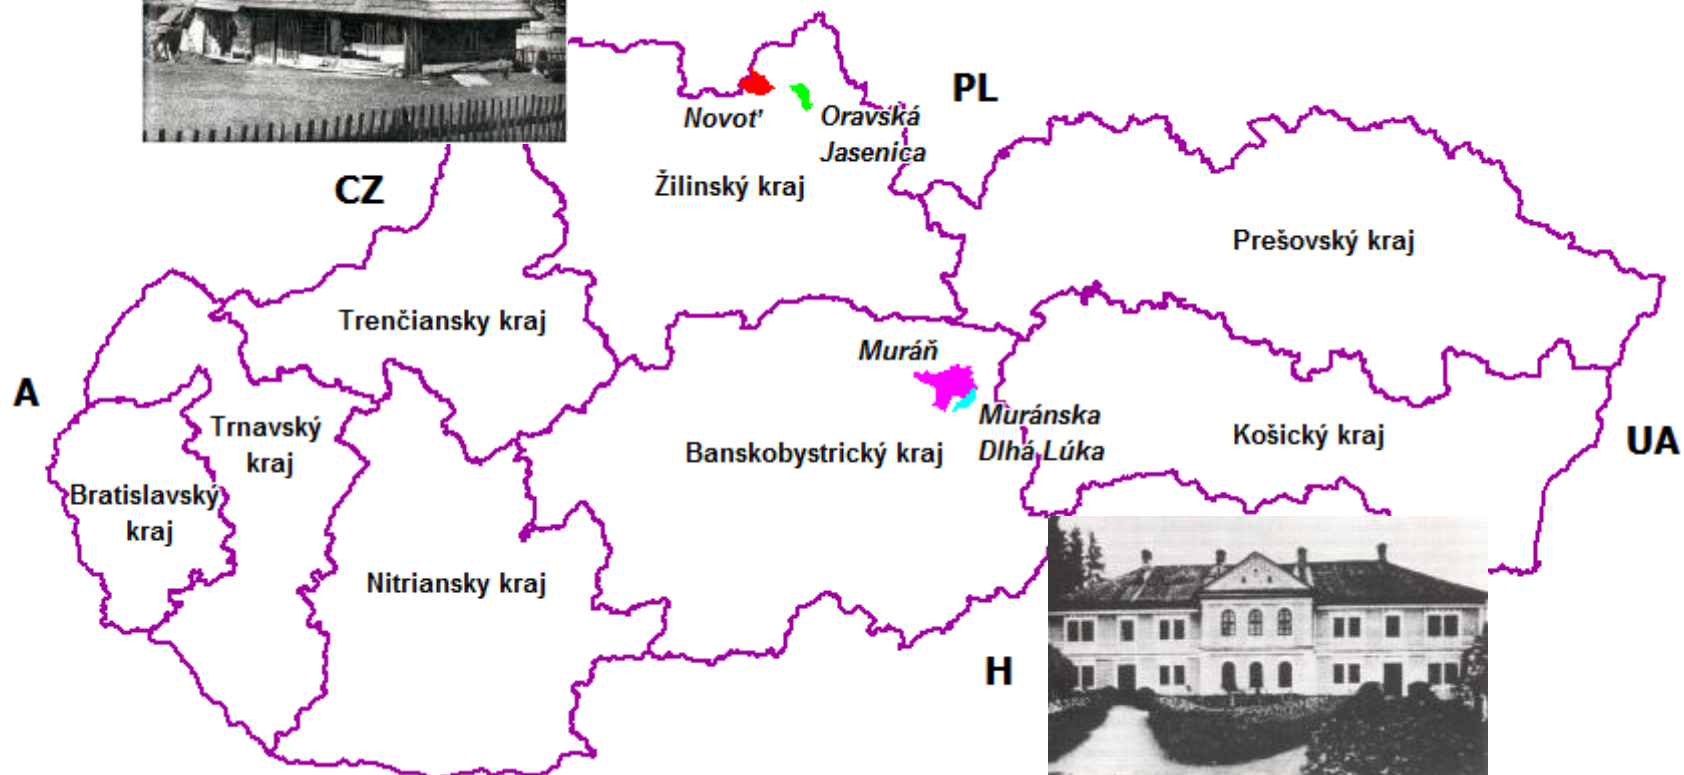 PL
Novoť
Oravská
Jasenica
CZ
Žilinský kraj
Prešovský kraj
Trenčiansky kraj
Muráň
A
Muránska
Dlhá Lúka
Trnavský
kraj
Košický kraj
UA
Banskobystrický kraj
Bratislavský
kraj
Nitriansky kraj
H